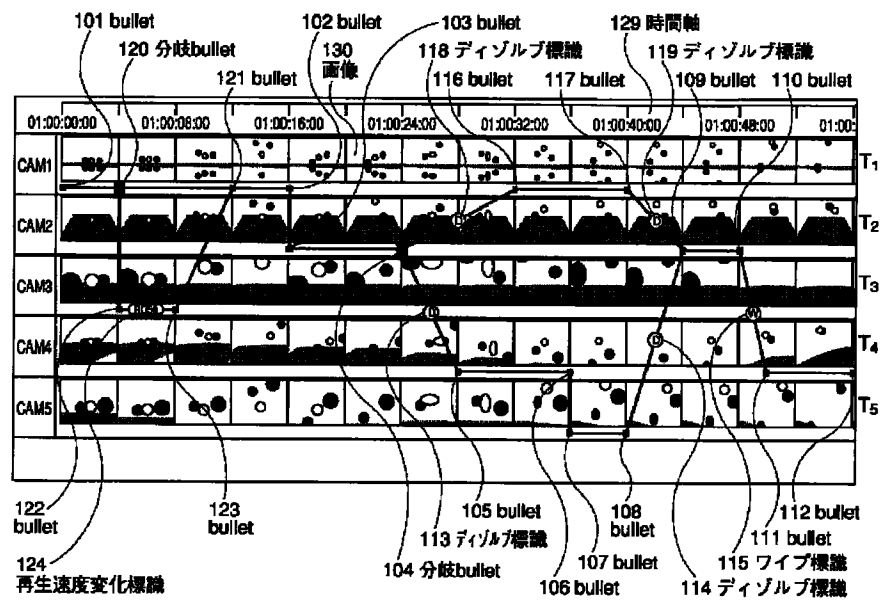 101 bullet
120 分岐bullet
121 bullet
102 bullet
130
画像
103 bullet
118 ディゾルブ標識
116 bullet
129 時間軸
119 ディゾルブ標識
117 bullet
109 bullet
110 bullet
01:00:00:00 01:00:08:00 01:00:16:00 01:00:24:00 01:00:32:00 01:00:40:00 01:00:48:00 01:00:
CAM1 T1
CAM2 D D T2
CAM3 T3
D W
CAM4 D T4
CAM5 T5
122
bullet
123
bullet
124
再生速度変化標識
105 bullet
113 ディゾルブ標識
104 分岐bullet
106 bullet
107 bullet
108
bullet
112 bullet
111 bullet
115 ワイプ標識
114 ディゾルブ標識